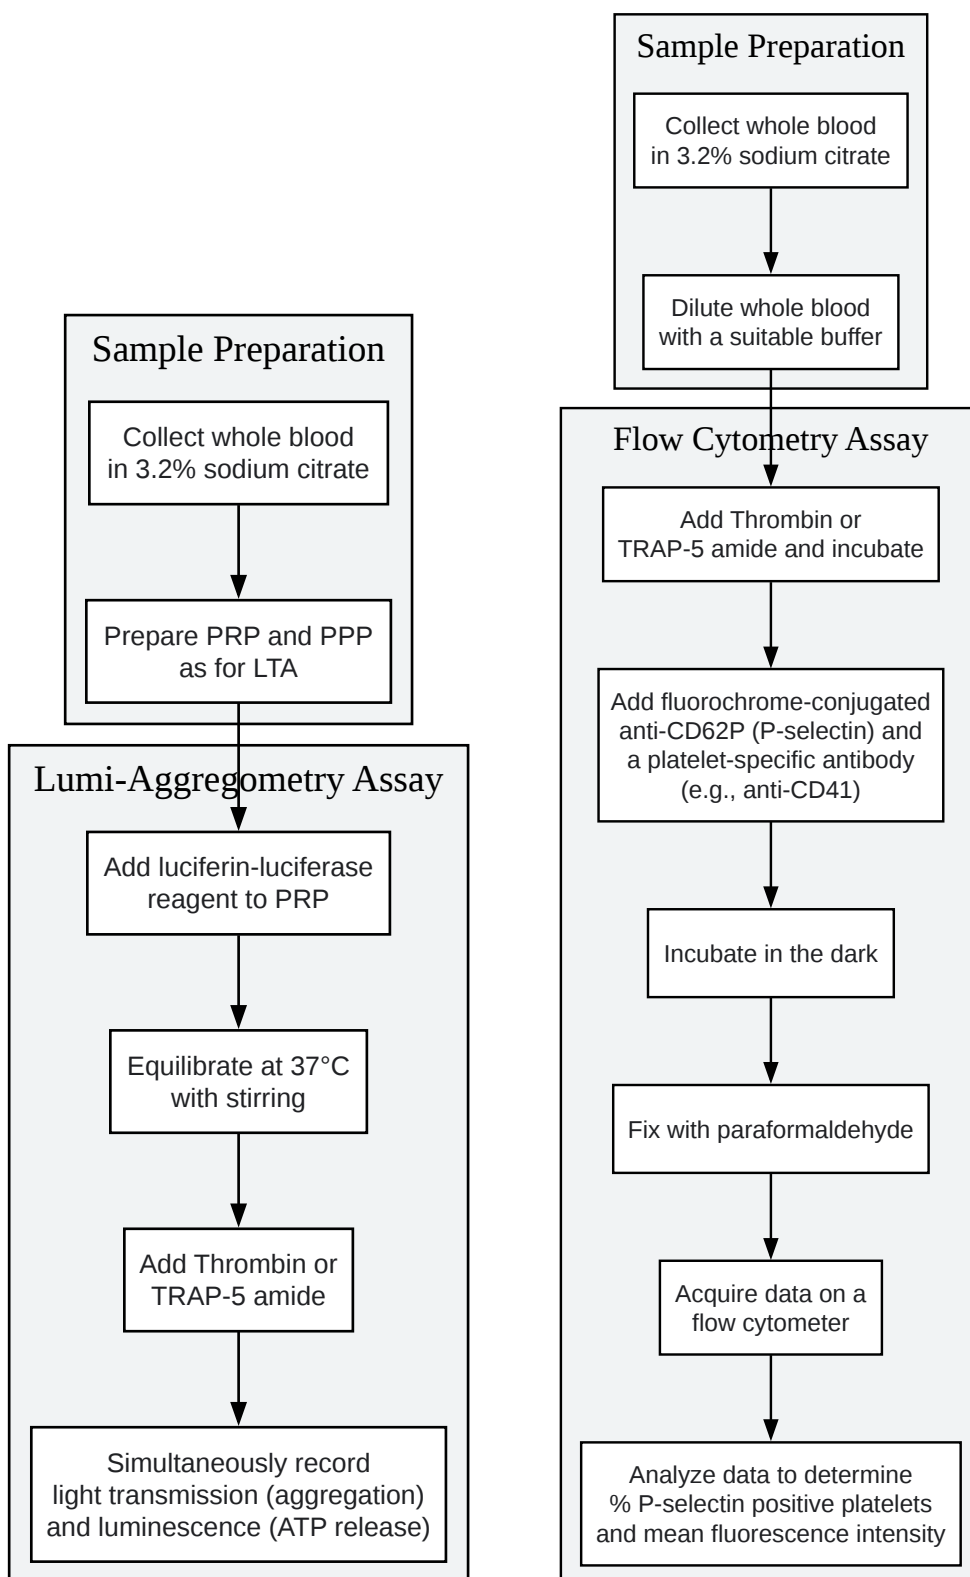 Sample Preparation
Collect whole blood
in 3.2% sodium citrate
Prepare PRP and PPP
as for LTA
Lumi-Aggregometry Assay
Add luciferin-luciferase
reagent to PRP
Equilibrate at 37°C
with stirring
Add Thrombin or
TRAP-5 amide
Simultaneously record
light transmission (aggregation)
and luminescence (ATP release)
Sample Preparation
Collect whole blood
in 3.2% sodium citrate
Dilute whole blood
with a suitable buffer
Flow Cytometry Assay
Add Thrombin or
TRAP-5 amide and incubate
Add fluorochrome-conjugated
anti-CD62P (P-selectin) and
a platelet-specific antibody
(e.g., anti-CD41)
Incubate in the dark
Fix with paraformaldehyde
Acquire data on a
flow cytometer
Analyze data to determine
% P-selectin positive platelets
and mean fluorescence intensity